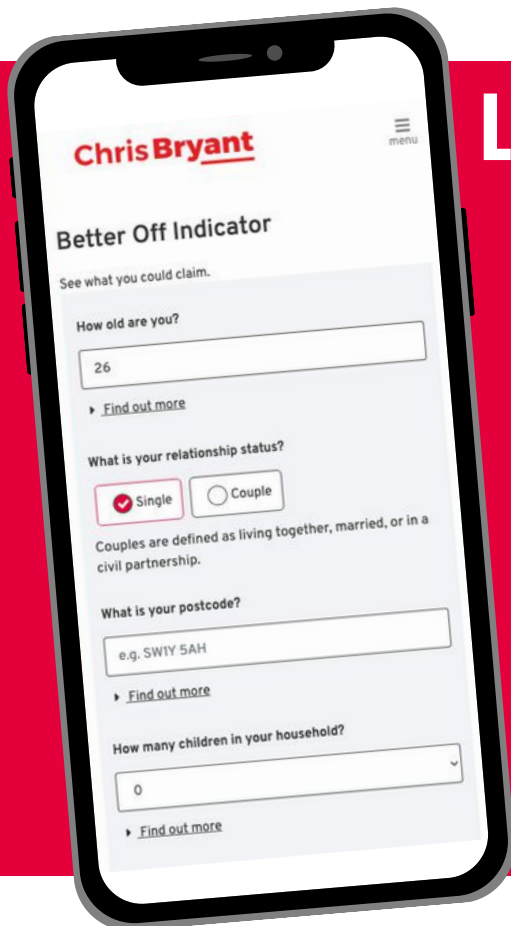 L
Chris Bryant
menu
Better Off Indicator
See what you could claim.
How old are you?
26
Find out more
What is your relationship status?
Single
Couple
Couples are defined as living together, married, or in a
civil partnership.
What is your postcode?
e.g. SW1Y 5AH
Find out more
How many children in your household?
0
Find out more